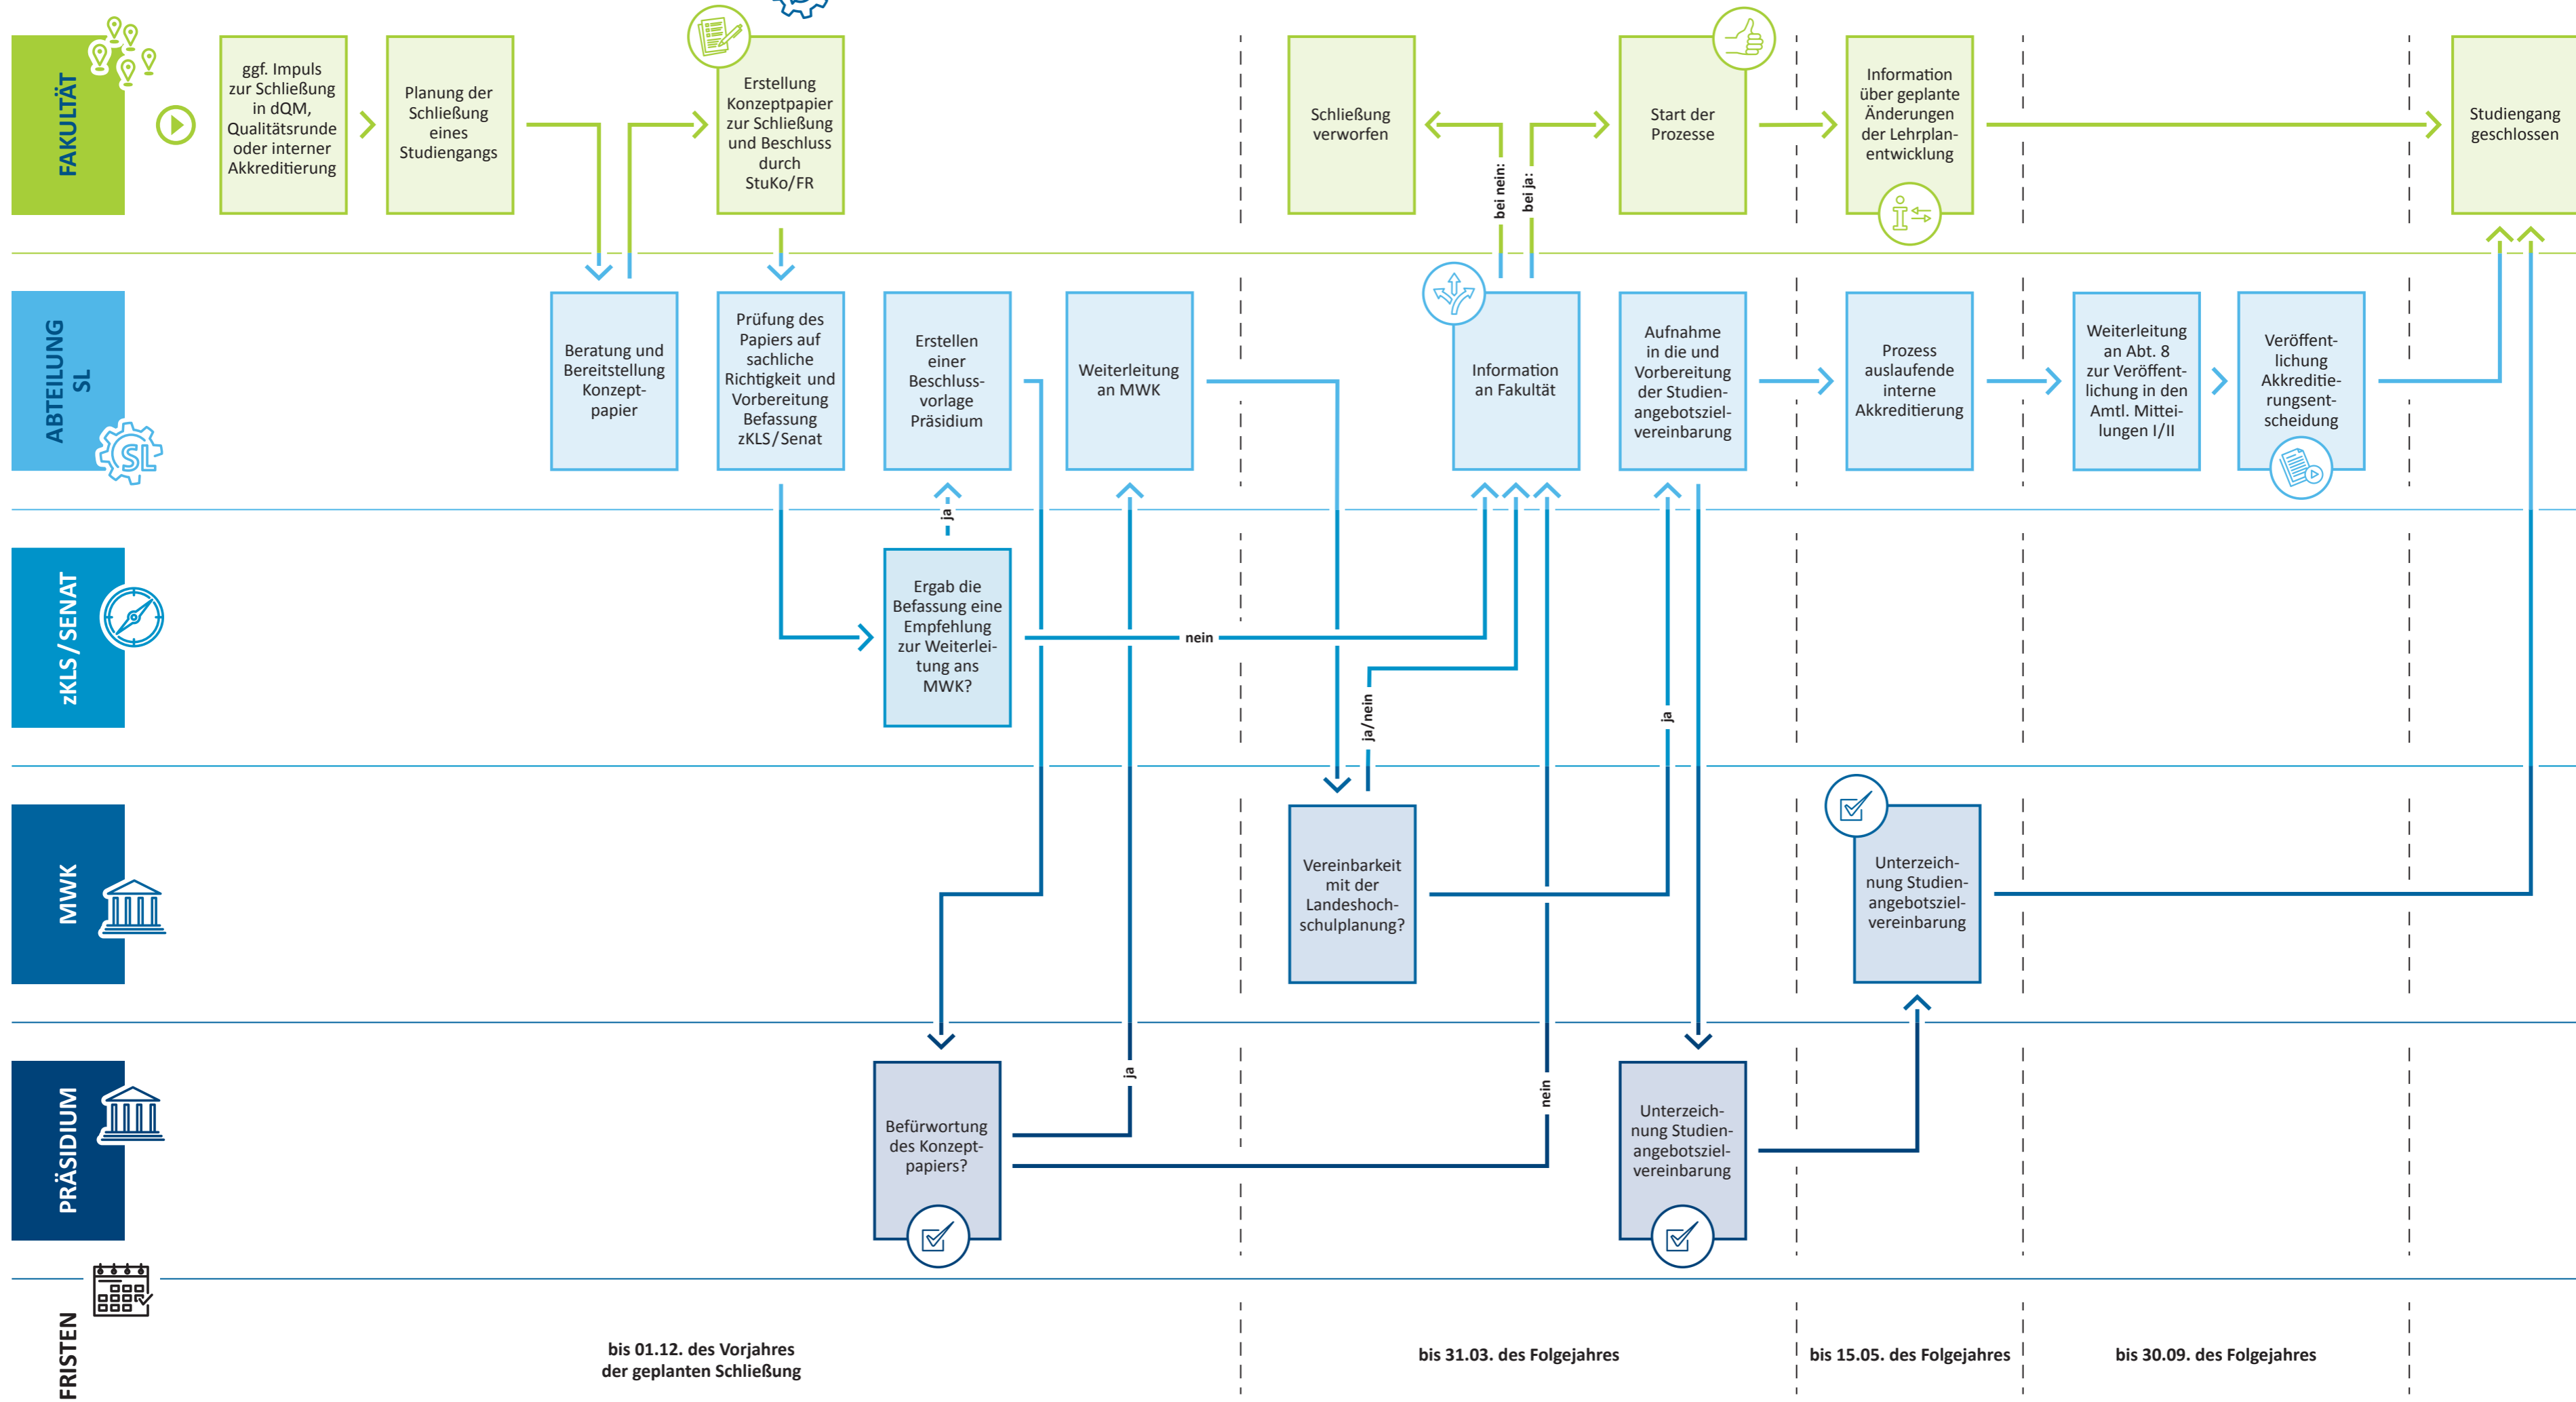 FAKULTÄT
ggf. Impuls
zur Schließung
in dQM,
Qualitätsrunde
oder interner
Akkreditierung
Planung der
Schließung
eines
Studiengangs
Erstellung
Konzeptpapier
zur Schließung
und Beschluss
durch
StuKo/FR
Schließung
verworfen
bei nein:
bei ja:
Start der
Prozesse
Information
über geplante
Änderungen
der Lehrplan-
entwicklung
Studiengang
geschlossen
ABTEILUNG
SL
SL
Beratung und
Bereitstellung
Konzept-
papier
Prüfung des
Papiers auf
sachliche
Richtigkeit und
Vorbereitung
Befassung
zKLS/Senat
Erstellen
einer
Beschluss-
vorlage
Präsidium
Weiterleitung
an MWK
Information
an Fakultät
Aufnahme
in die und
Vorbereitung
der Studien-
angebotsziel-
vereinbarung
Prozess
auslaufende
interne
Akkreditierung
Weiterleitung
an Abt. 8
zur Veröffent-
lichung in den
Amtl. Mittei-
lungen I/II
Veröffent-
lichung
Akkreditie-
rungsent-
scheidung
ja
zKLS/SENAT
Ergab die
Befassung eine
Empfehlung
zur Weiterlei-
tung ans
MWK?
nein
ja/nein
ja
MWK
Vereinbarkeit
mit der
Landeshoch-
schulplanung?
Unterzeich-
nung Studien-
angebotsziel-
vereinbarung
PRÄSIDIUM
Befürwortung
des Konzept-
papiers?
ja
nein
Unterzeich-
nung Studien-
angebotsziel-
vereinbarung
FRISTEN
bis 01.12. des Vorjahres
der geplanten Schließung
bis 31.03. des Folgejahres
bis 15.05. des Folgejahres
bis 30.09. des Folgejahres